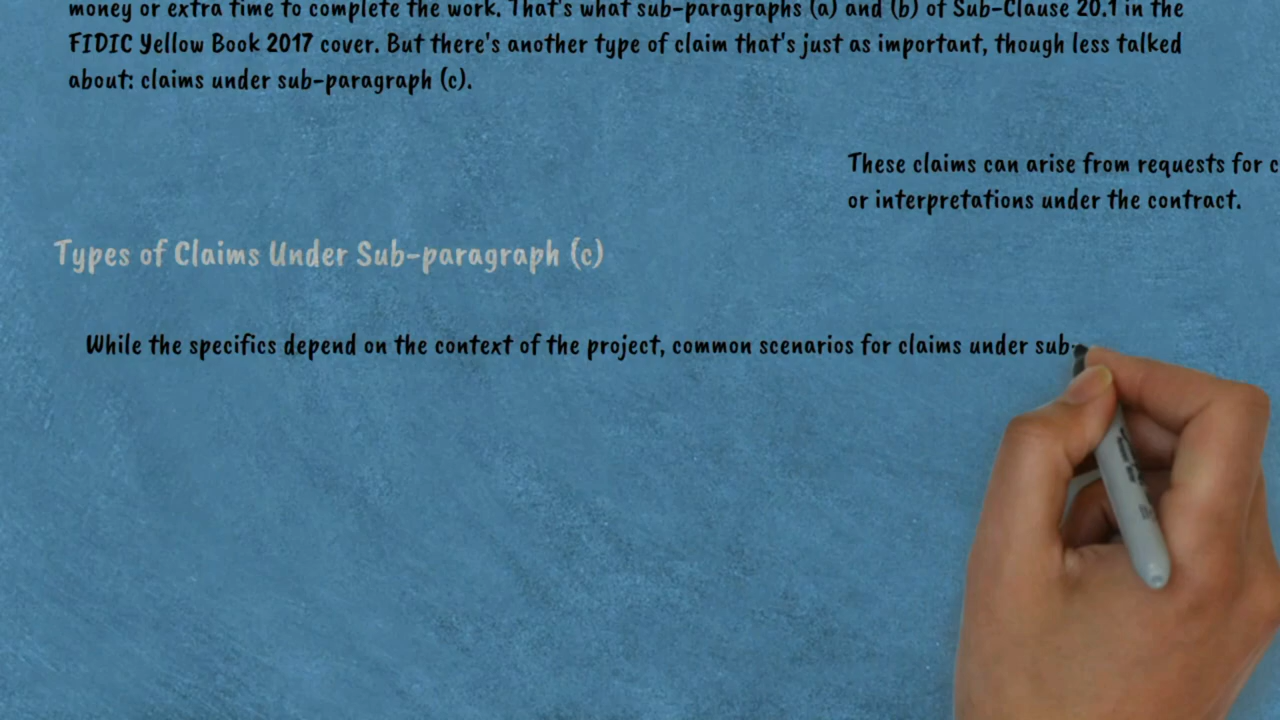 money or extra time to complete the work. That's what sub-paragraphs (a) and (b) of Sub-Clause 20.1 in the
FIDIC Yellow Book 2017 cover. But there's another type of claim that's just as important, though less talked
about: claims under sub-paragraph (c).
These claims can arise from requests for c
or interpretations under the contract.
Types of Claims Under Sub-paragraph (c)
While the specifics depend on the context of the project, common scenarios for claims under sub-